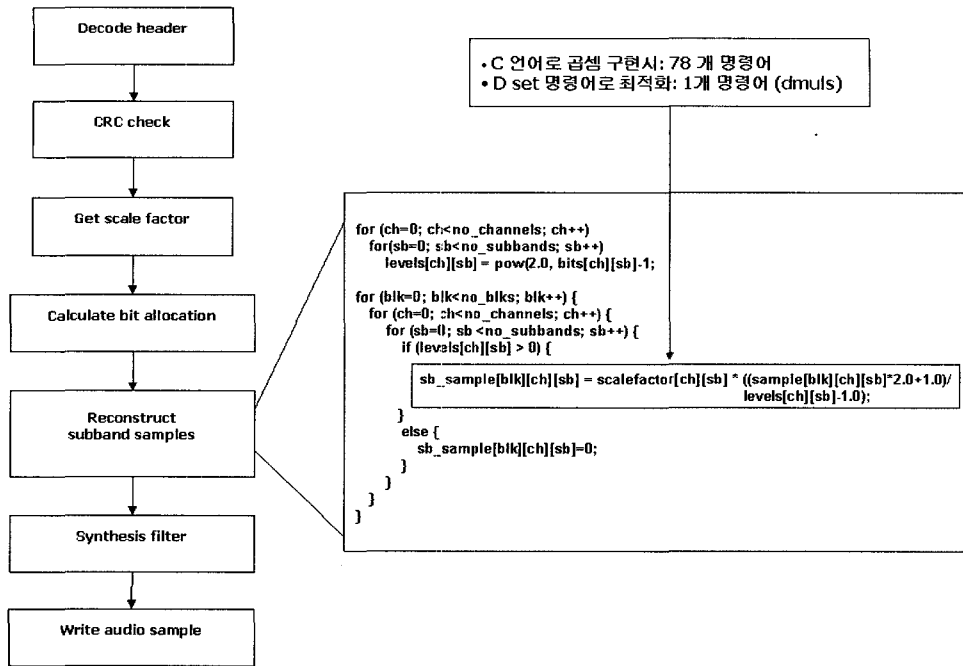 Decode header
CRC check
Get scale factor
Calculate bit allocation
Reconstruct
subband samples
Synthesis filter
Write audio sample
• C 언어로 곱셈 구현시: 78 개 명령어
• D set 명령어로 최적화: 1개 명령어 (dmuls)
for (ch=0; ch<no_channels; ch++)
for(sb=0; sb<no_subbands; sb++)
levels[ch][sb] = pow(2.0, bits[ch][sb]-1;
for (blk=0; blk<no_blks; blk++) {
for (ch=0; ch<no_channels; ch++) {
for (sb=0; sb<no_subbands; sb++) {
if (levels[ch][sb] > 0) {
sb_sample[blk][ch][sb] = scalefactor[ch][sb] * ((sample[blk][ch][sb]*2.0+1.0)/
levels[ch][sb]-1.0);
}
else {
sb_sample[blk][ch][sb]=0;
}
}
}
}